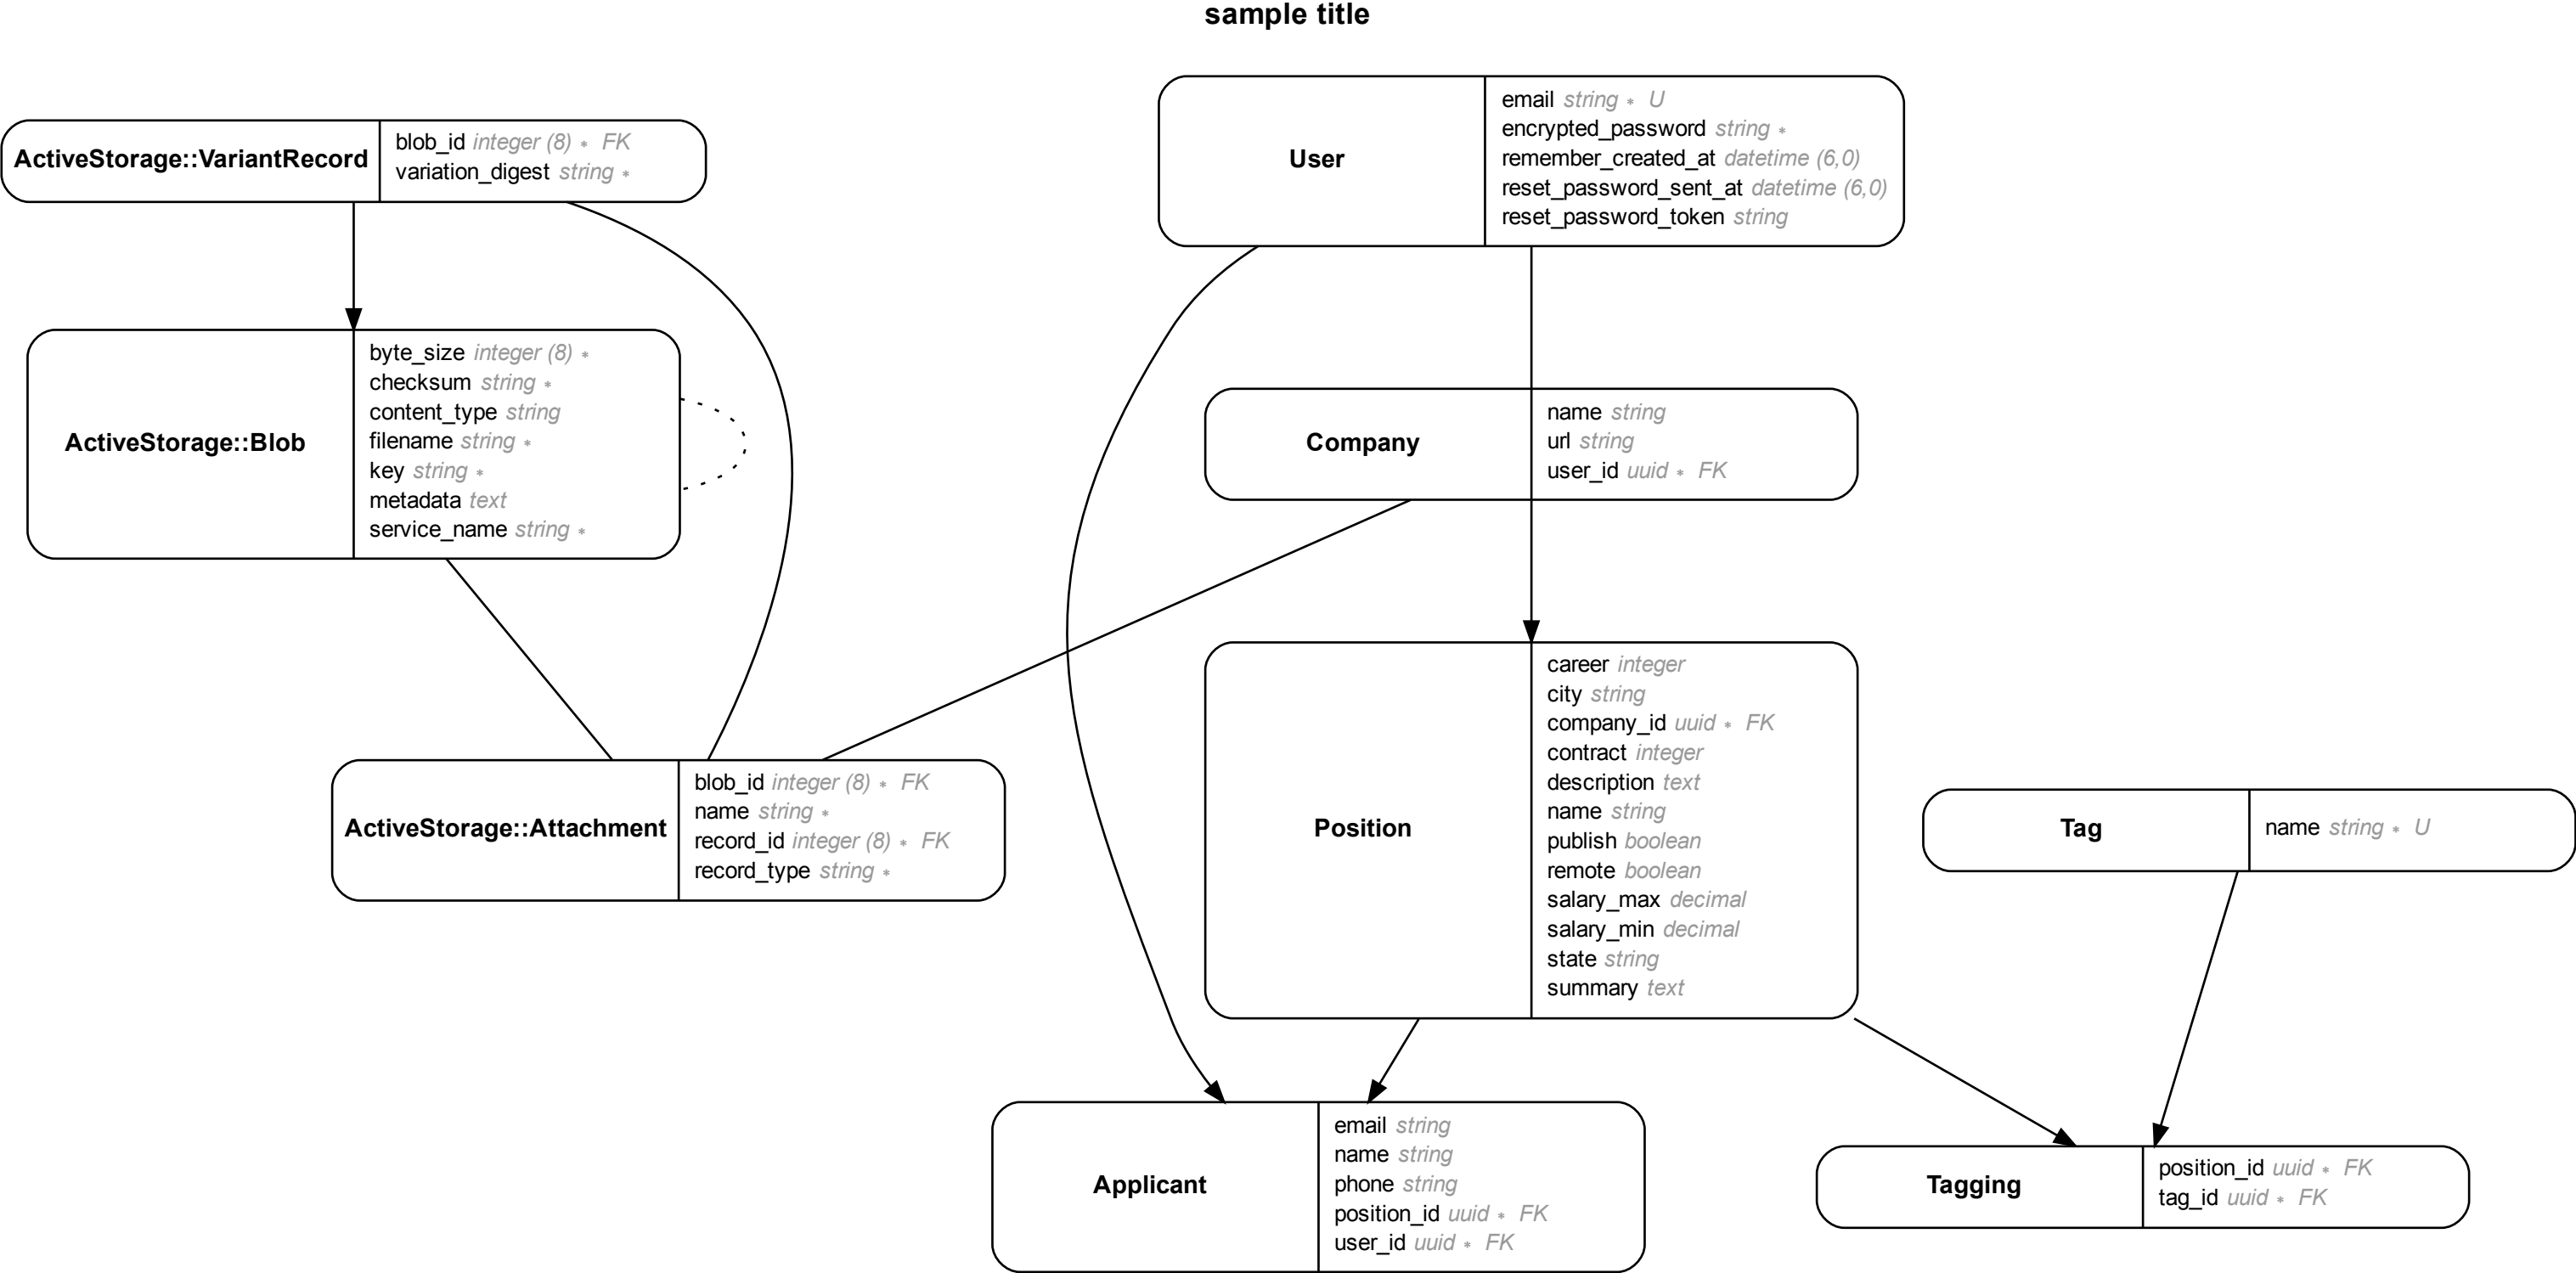 sample title
ActiveStorage::VariantRecord
blob_id integer (8) ∗ FK
variation_digest string ∗
User
email string ∗ U
encrypted_password string ∗
remember_created_at datetime (6,0)
reset_password_sent_at datetime (6,0)
reset_password_token string
ActiveStorage::Blob
byte_size integer (8) ∗
checksum string ∗
content_type string
filename string ∗
key string ∗
metadata text
service_name string ∗
Company
name string
url string
user_id uuid ∗ FK
ActiveStorage::Attachment
blob_id integer (8) ∗ FK
name string ∗
record_id integer (8) ∗ FK
record_type string ∗
Position
career integer
city string
company_id uuid ∗ FK
contract integer
description text
name string
publish boolean
remote boolean
salary_max decimal
salary_min decimal
state string
summary text
Tag
name string ∗ U
Applicant
email string
name string
phone string
position_id uuid ∗ FK
user_id uuid ∗ FK
Tagging
position_id uuid ∗ FK
tag_id uuid ∗ FK